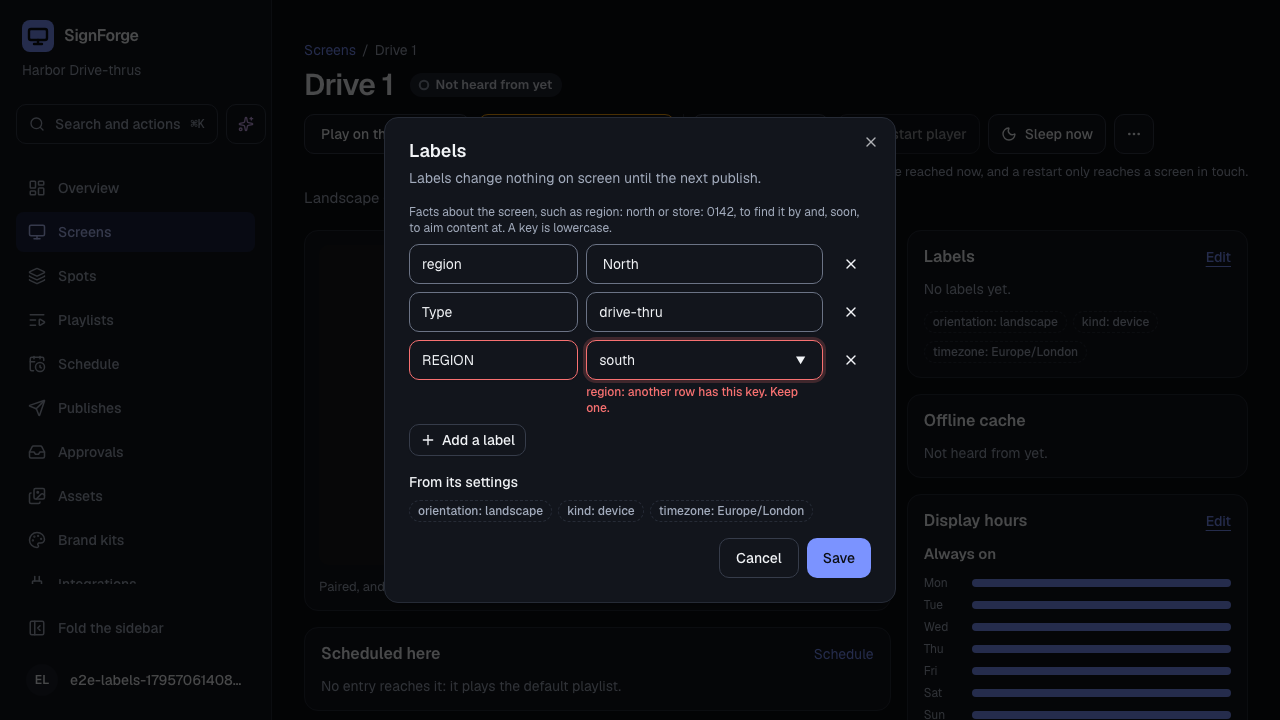 SignForge
Harbor Drive-thrus
Search and actions ⌘K
Overview
Screens
Spots
Playlists
Schedule
Publishes
Approvals
Assets
Brand kits
Integrations
Fold the sidebar
EL e2e-labels-17957061408…
Screens / Drive 1
Drive 1 Not heard from yet
Play on th
start player
Sleep now
e reached now, and a restart only reaches a screen in touch.
Landscape
Paired, and
Scheduled here Schedule
No entry reaches it: it plays the default playlist.
Labels
Labels change nothing on screen until the next publish.
Facts about the screen, such as region: north or store: 0142, to find it by and, soon,
to aim content at. A key is lowercase.
region North
Type drive-thru
REGION south
region: another row has this key. Keep
one.
Add a label
From its settings
orientation: landscape kind: device timezone: Europe/London
Cancel Save
Labels Edit
No labels yet.
orientation: landscape kind: device
timezone: Europe/London
Offline cache
Not heard from yet.
Display hours Edit
Always on
Mon
Tue
Wed
Thu
Fri
Sat
Sun